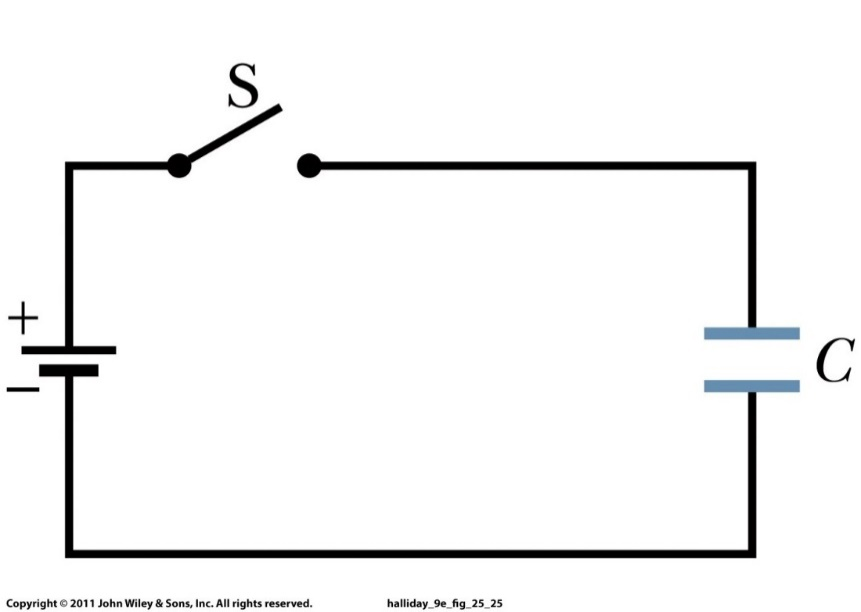 S
+
−
C
Copyright © 2011 John Wiley & Sons, Inc. All rights reserved. halliday_9e_fig_25_25